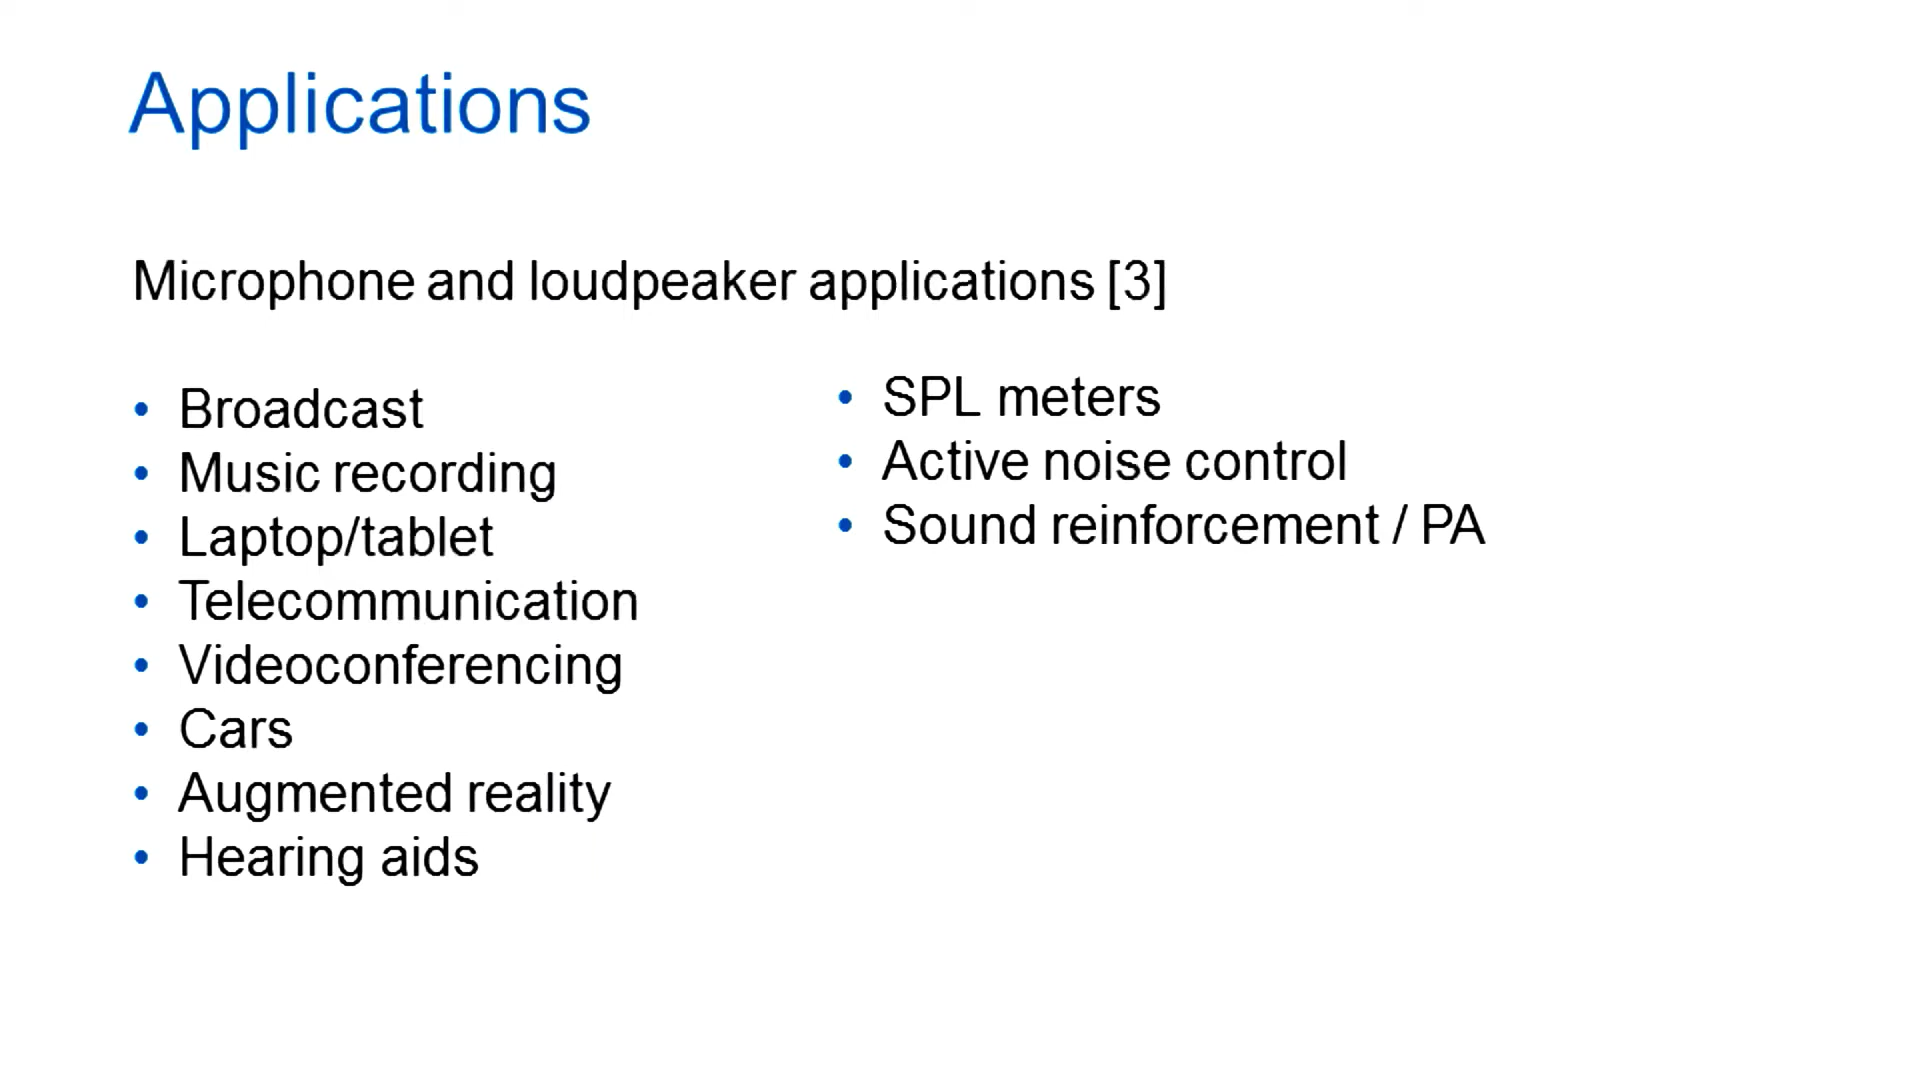 Applications
Microphone and loudpeaker applications [3]
• Broadcast
• Music recording
• Laptop/tablet
• Telecommunication
• Videoconferencing
• Cars
• Augmented reality
• Hearing aids
• SPL meters
• Active noise control
• Sound reinforcement / PA